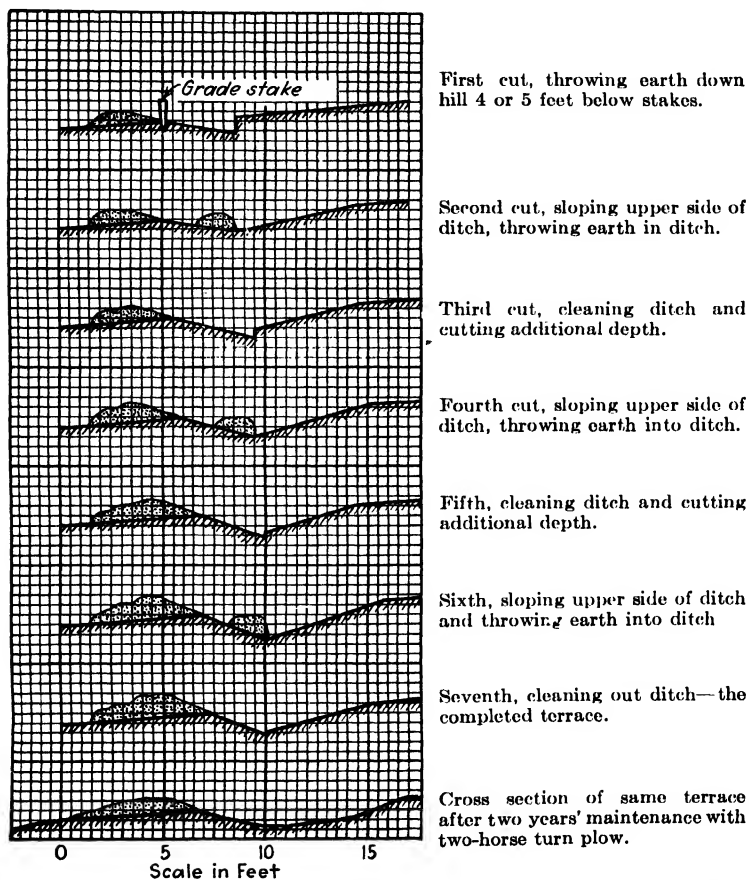 Grade stake
First cut, throwing earth down
hill 4 or 5 feet below stakes.
Second cut, sloping upper side of
ditch, throwing earth in ditch.
Third cut, cleaning ditch and
cutting additional depth.
Fourth cut, sloping upper side of
ditch, throwing earth into ditch.
Fifth, cleaning ditch and cutting
additional depth.
Sixth, sloping upper side of ditch
and throwing earth into ditch
Seventh, cleaning out ditch—the
completed terrace.
Cross section of same terrace
after two years' maintenance with
two-horse turn plow.
0 5 10 15
Scale in Feet